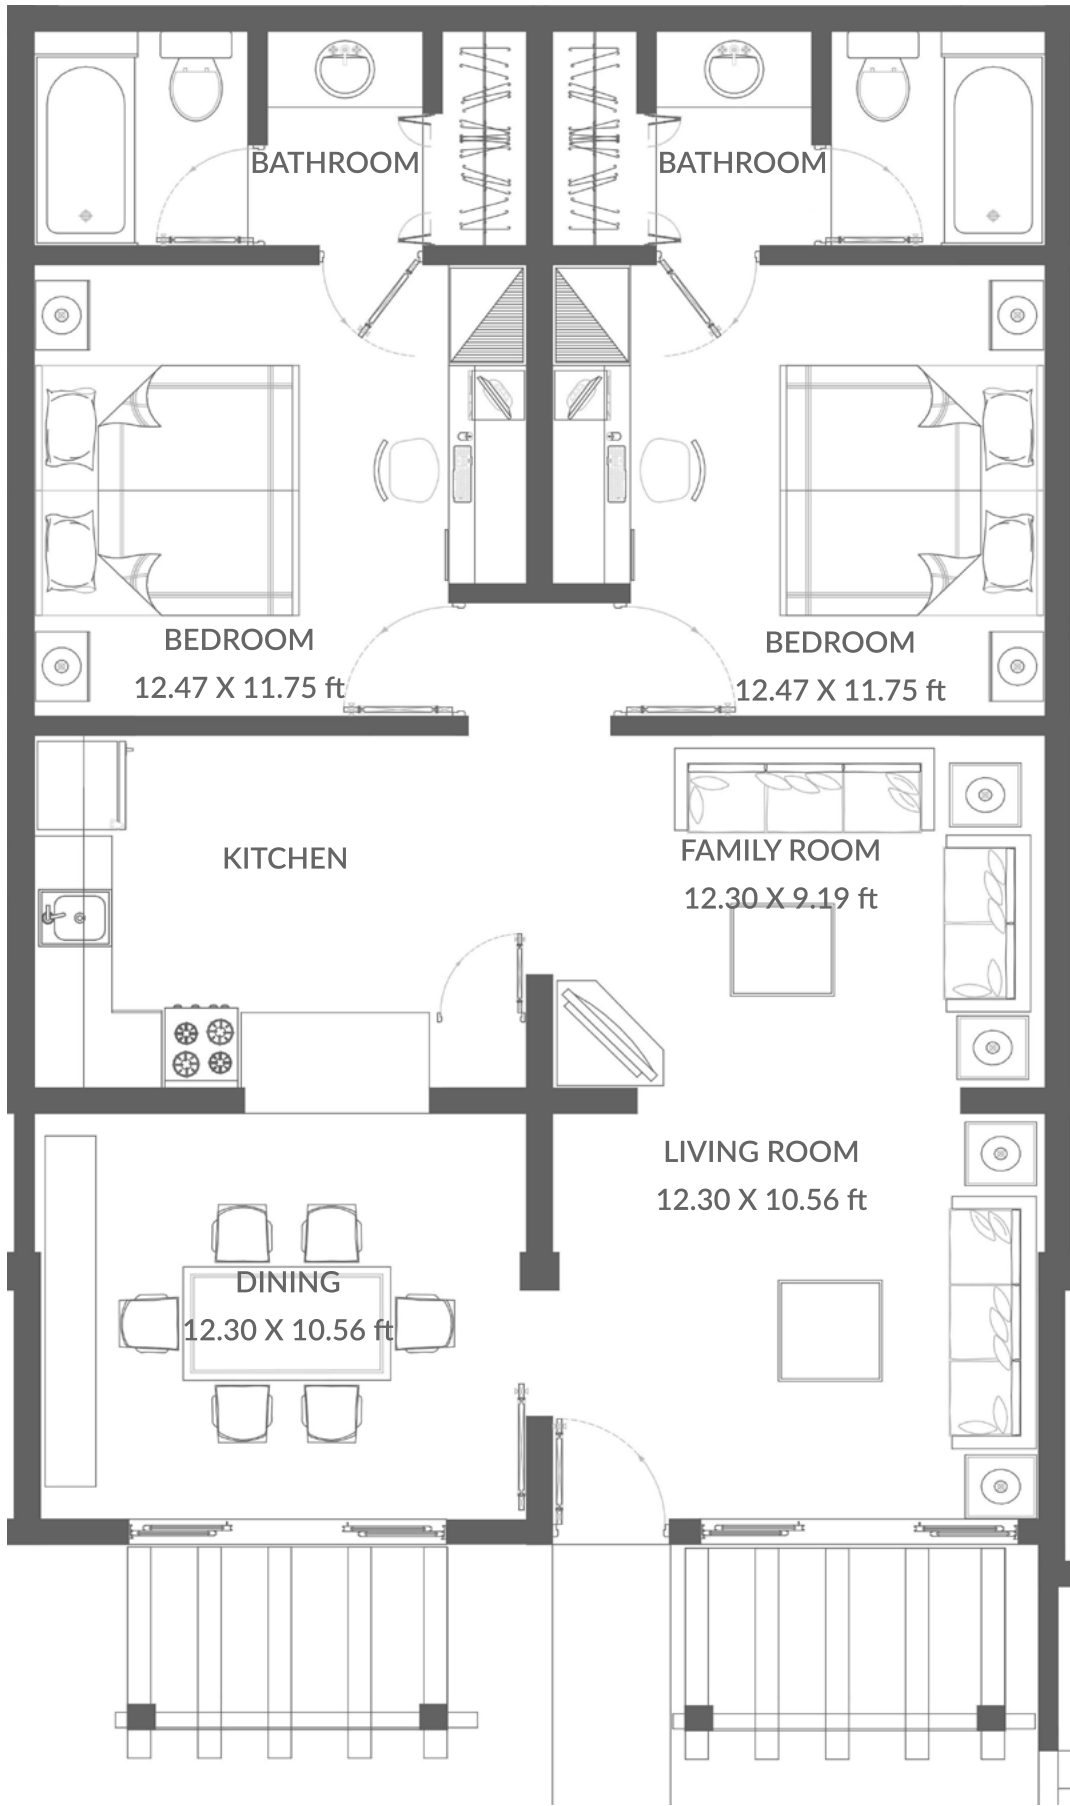 BATHROOM
BATHROOM
BEDROOM
12.47 X 11.75 ft
BEDROOM
12.47 X 11.75 ft
KITCHEN
FAMILY ROOM
12.30 X 9.19 ft
LIVING ROOM
12.30 X 10.56 ft
DINING
12.30 X 10.56 ft